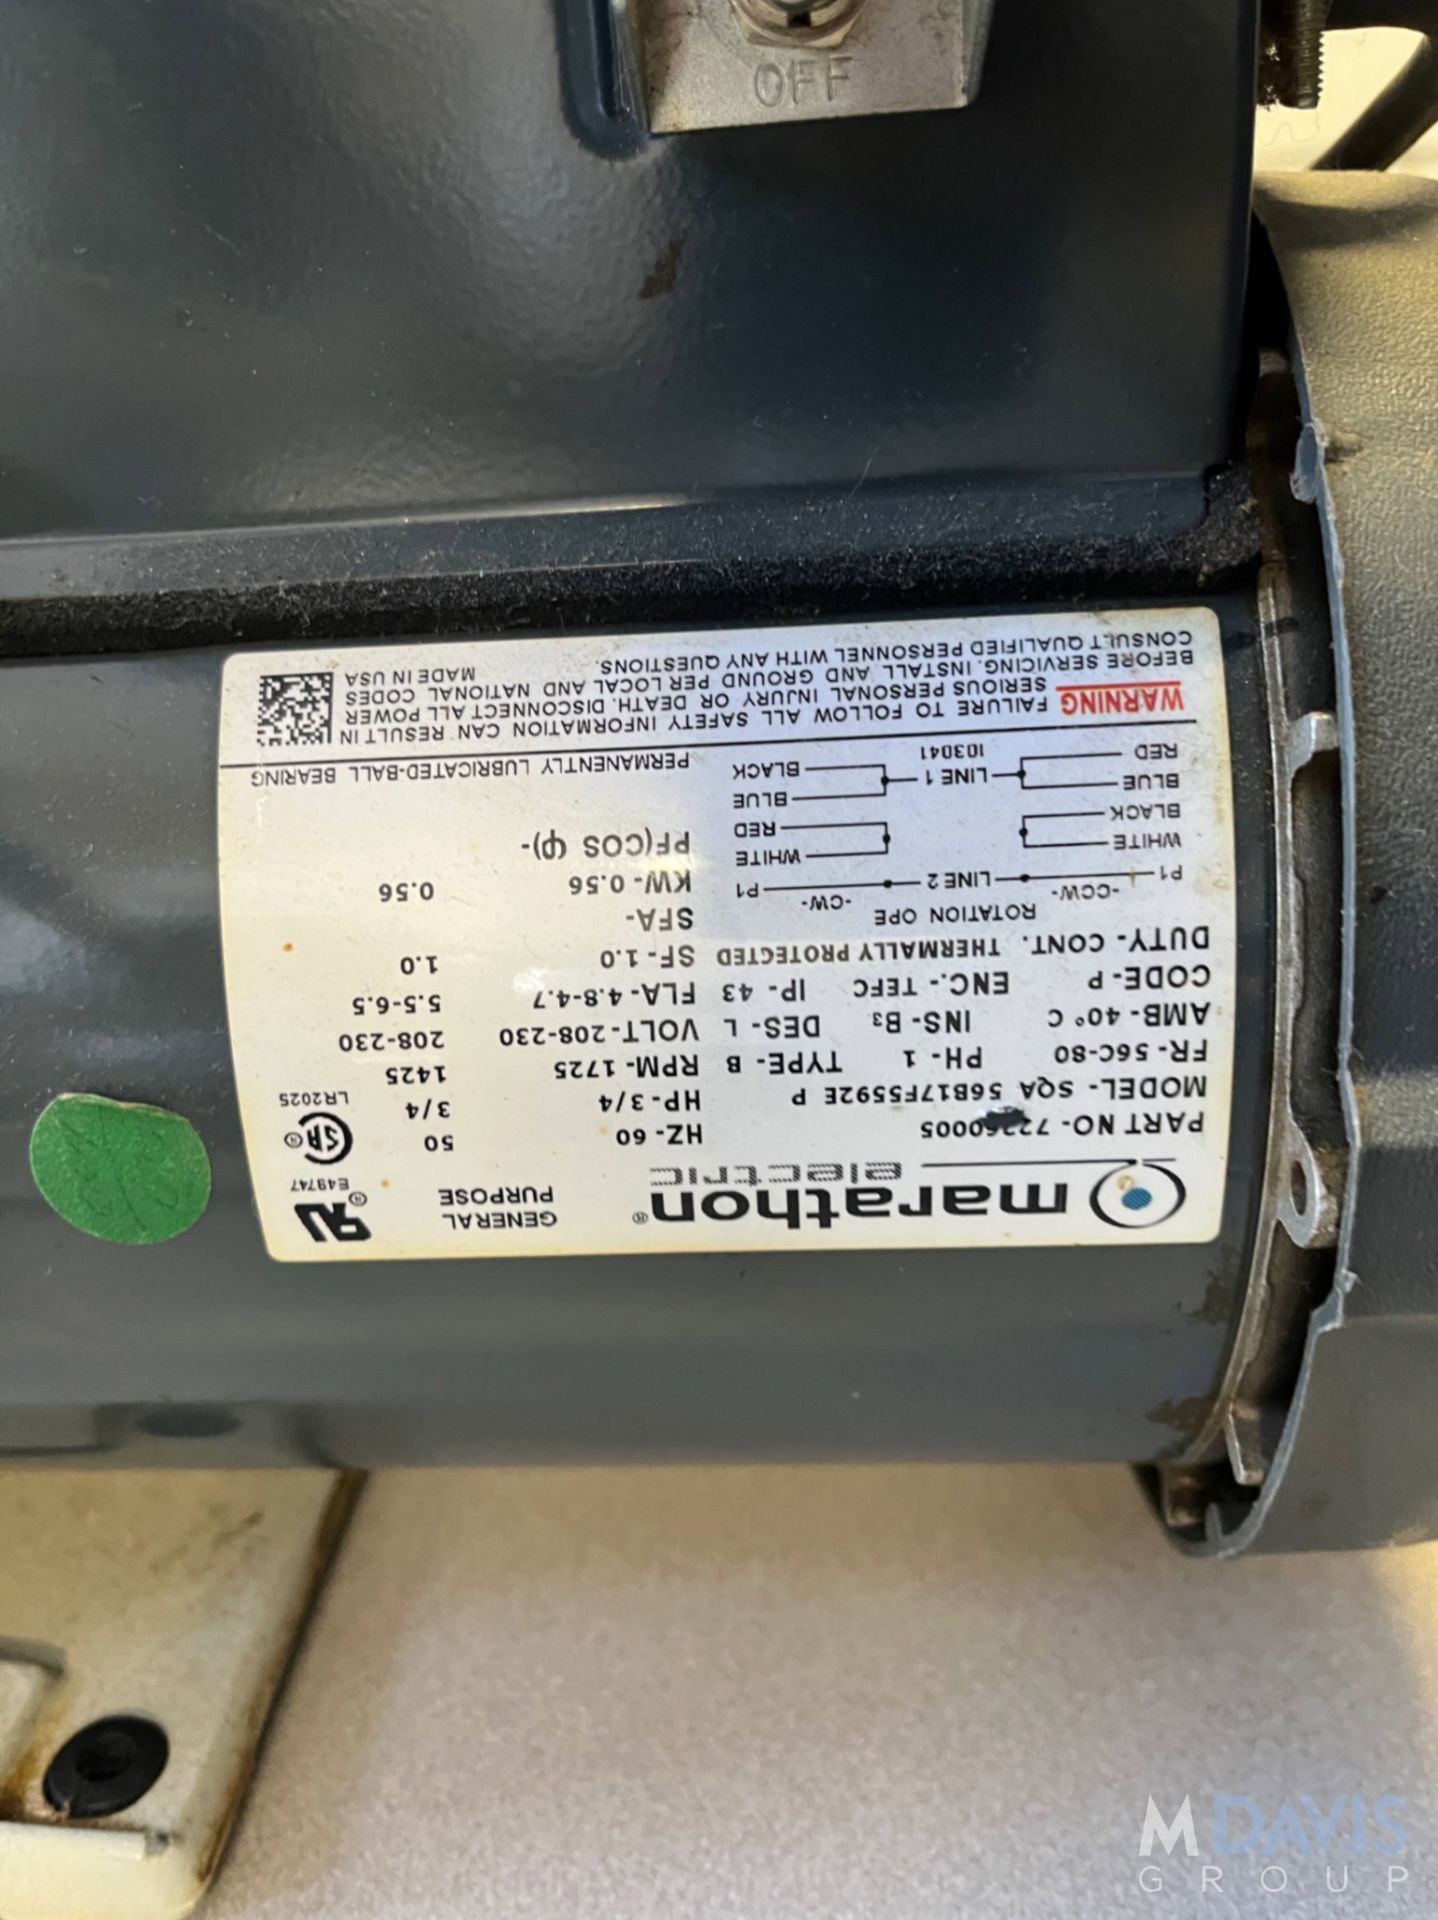 OFF
marathon®
electric
GENERAL
PURPOSE
E49747
LR2025
PART NO-
MODEL- SQA 56B17F5592E P
FR- 56C-80 PH- 1 TYPE- B
AMB-40°C INS- B3 DES- L
CODE- P ENC.- TEFC IP- 43
DUTY- CONT. THERMALLY PROTECTED
HZ- 60 50
HP- 3/4 3/4
RPM- 1725 1425
VOLT-208-230 208-230
FLA- 4.8-4.7 5.5-6.5
SF- 1.0 1.0
SFA-
KW- 0.56 0.56
PF(COS φ)-
ROTATION OPE
-CCW- -CW-
P1 LINE 2 P1
WHITE WHITE
BLACK RED
BLUE BLUE
RED LINE 1 BLACK
103041
PERMANENTLY LUBRICATED-BALL BEARING
WARNING FAILURE TO FOLLOW ALL SAFETY INFORMATION CAN RESULT IN
SERIOUS PERSONAL INJURY OR DEATH. DISCONNECT ALL POWER
BEFORE SERVICING. INSTALL AND GROUND PER LOCAL AND NATIONAL CODES
CONSULT QUALIFIED PERSONNEL WITH ANY QUESTIONS.
MADE IN USA
MDAVIS
GROUP